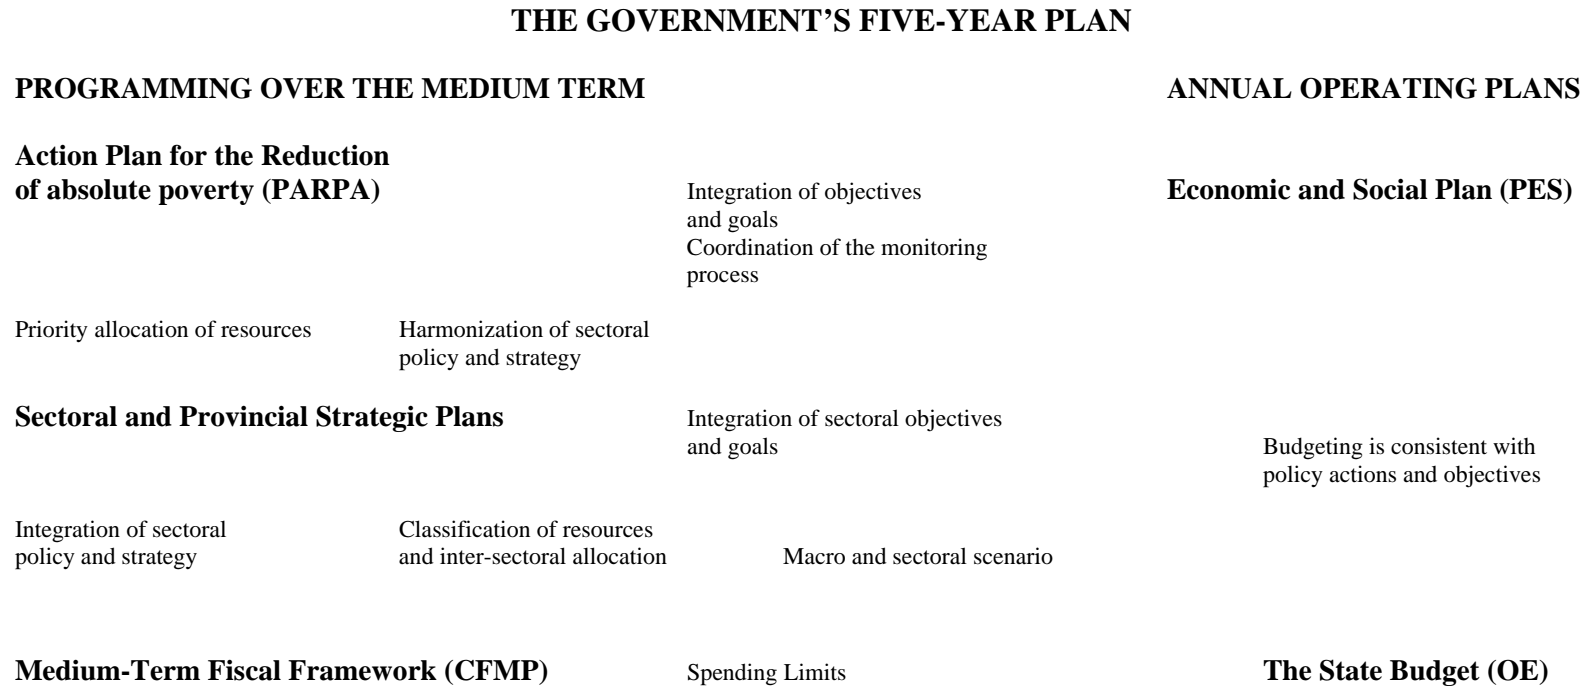 THE GOVERNMENT’S FIVE-YEAR PLAN
PROGRAMMING OVER THE MEDIUM TERM
ANNUAL OPERATING PLANS
Action Plan for the Reduction
of absolute poverty (PARPA)
Integration of objectives
and goals
Coordination of the monitoring
process
Economic and Social Plan (PES)
Priority allocation of resources
Harmonization of sectoral
policy and strategy
Sectoral and Provincial Strategic Plans
Integration of sectoral objectives
and goals
Budgeting is consistent with
policy actions and objectives
Integration of sectoral
policy and strategy
Classification of resources
and inter-sectoral allocation
Macro and sectoral scenario
Medium-Term Fiscal Framework (CFMP)
Spending Limits
The State Budget (OE)